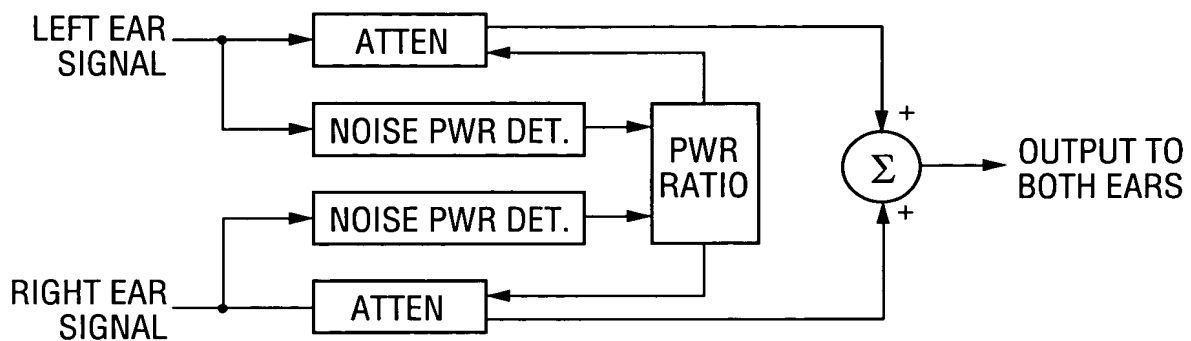 LEFT EAR
SIGNAL
ATTEN
NOISE PWR DET.
PWR
RATIO
+
Σ
+
OUTPUT TO
BOTH EARS
NOISE PWR DET.
RIGHT EAR
SIGNAL
ATTEN